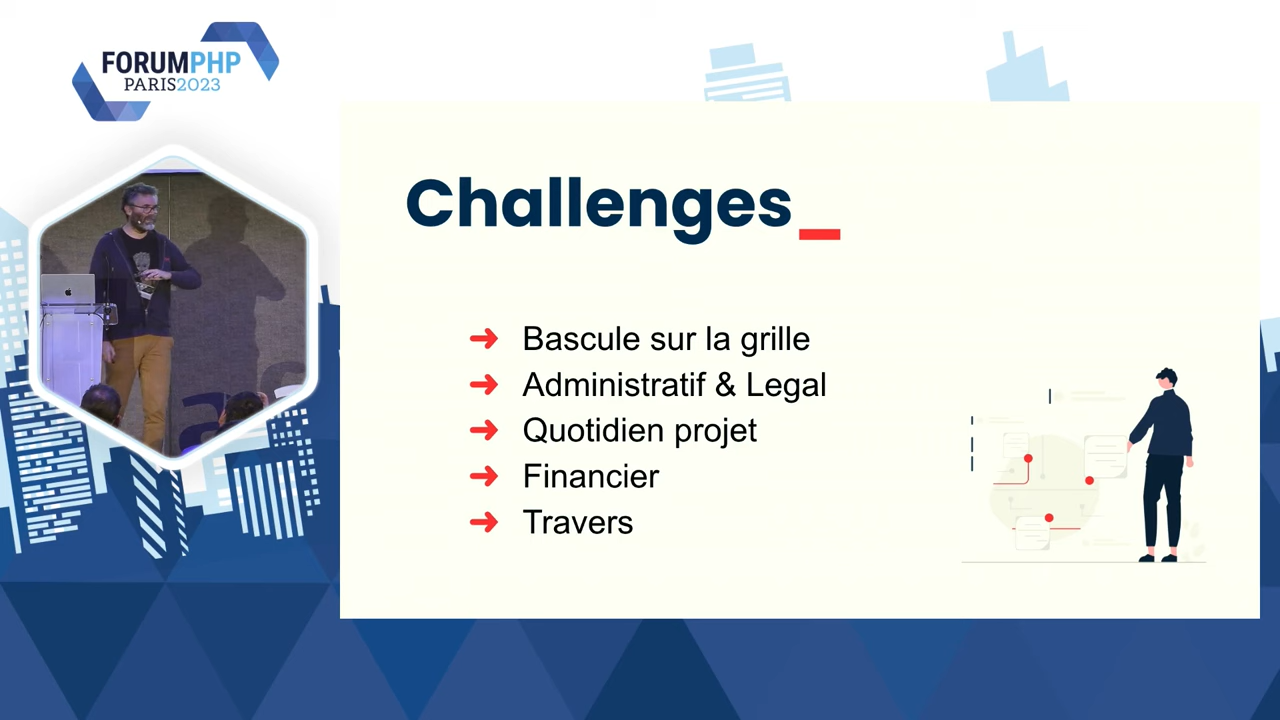 FORUMPHP
PARIS2023
Challenges_
➜ Bascule sur la grille
➜ Administratif & Legal
➜ Quotidien projet
➜ Financier
➜ Travers